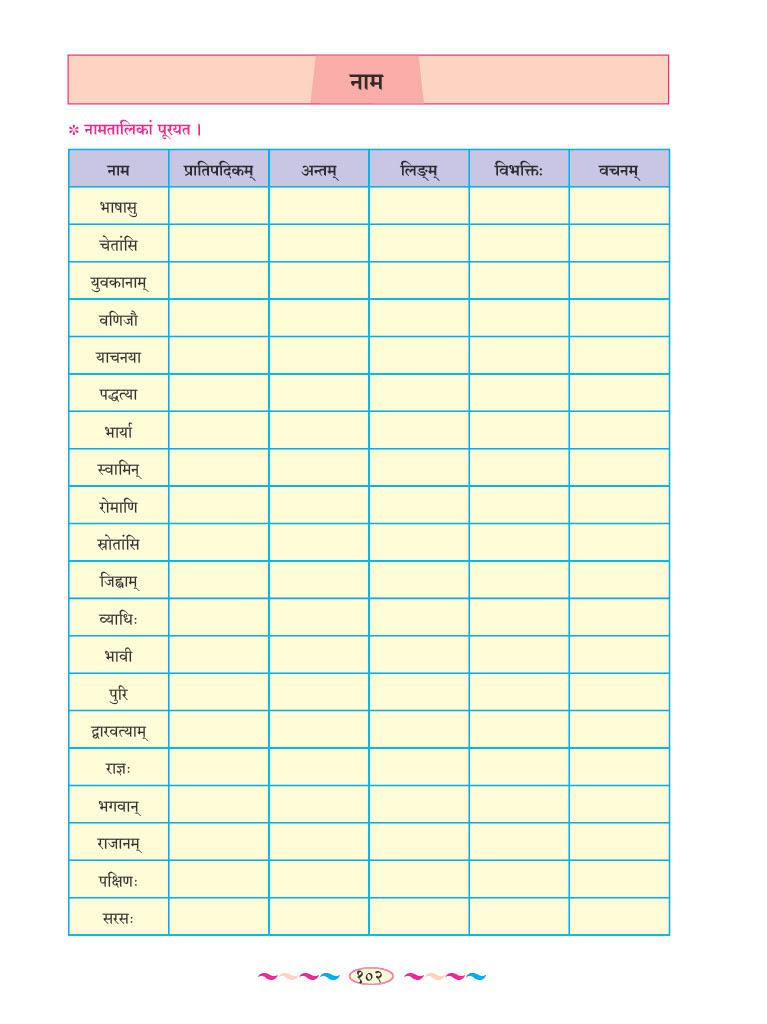 नाम
* नामतालिकां पूरयत ।
नाम प्रातिपदिकम् अन्तम् लिङ्गम् विभक्तिः वचनम्
भाषासु
चेतांसि
युवकानाम्
वणिजौ
याचनया
पद्धत्या
भार्या
स्वामिन्
रोमाणि
स्रोतांसि
जिह्वाम्
व्याधिः
भावी
पुरि
द्वारवत्याम्
राज्ञः
भगवान्
राजानम्
पक्षिणः
सरसः
१०२